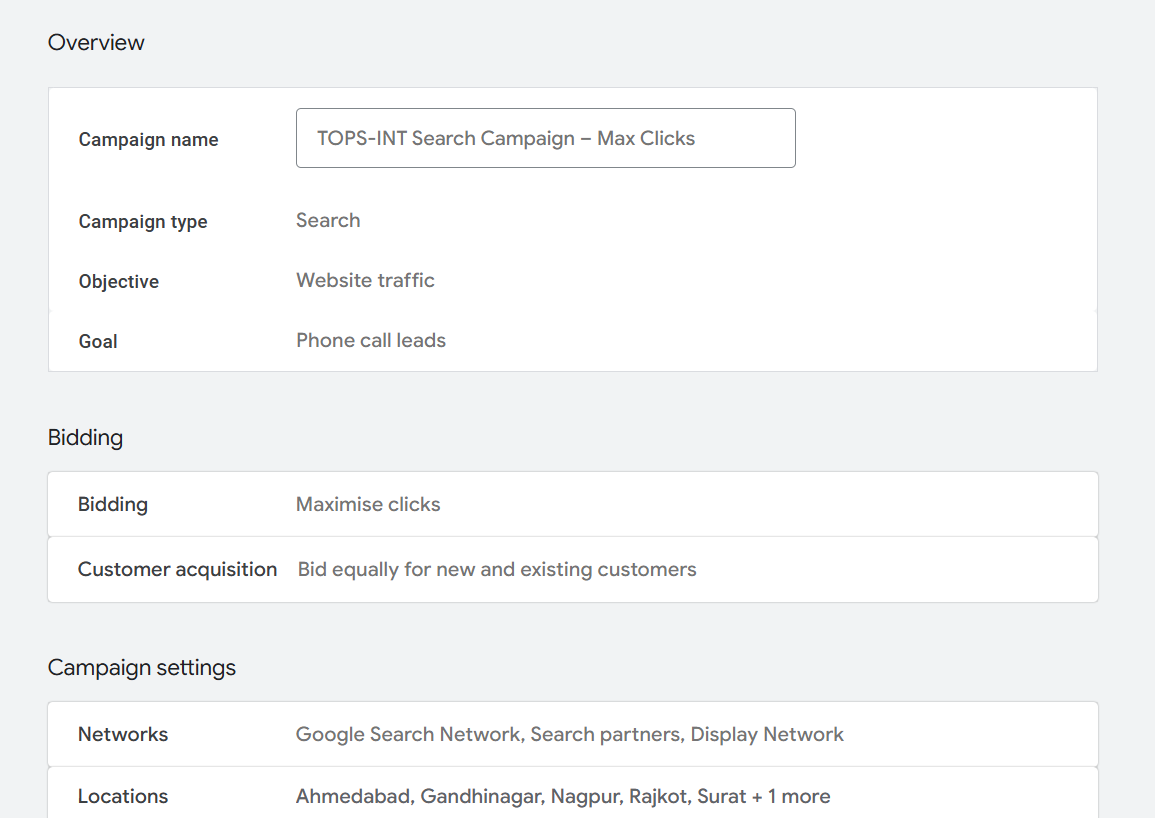 Overview
Campaign name TOPS-INT Search Campaign – Max Clicks
Campaign type Search
Objective Website traffic
Goal Phone call leads
Bidding
Bidding Maximise clicks
Customer acquisition Bid equally for new and existing customers
Campaign settings
Networks Google Search Network, Search partners, Display Network
Locations Ahmedabad, Gandhinagar, Nagpur, Rajkot, Surat + 1 more